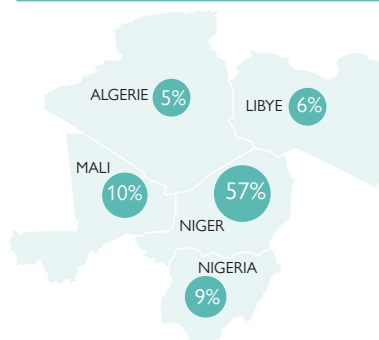 ALGERIE 5%
LIBYE 6%
MALI
10%
57%
NIGER
NIGERIA
9%